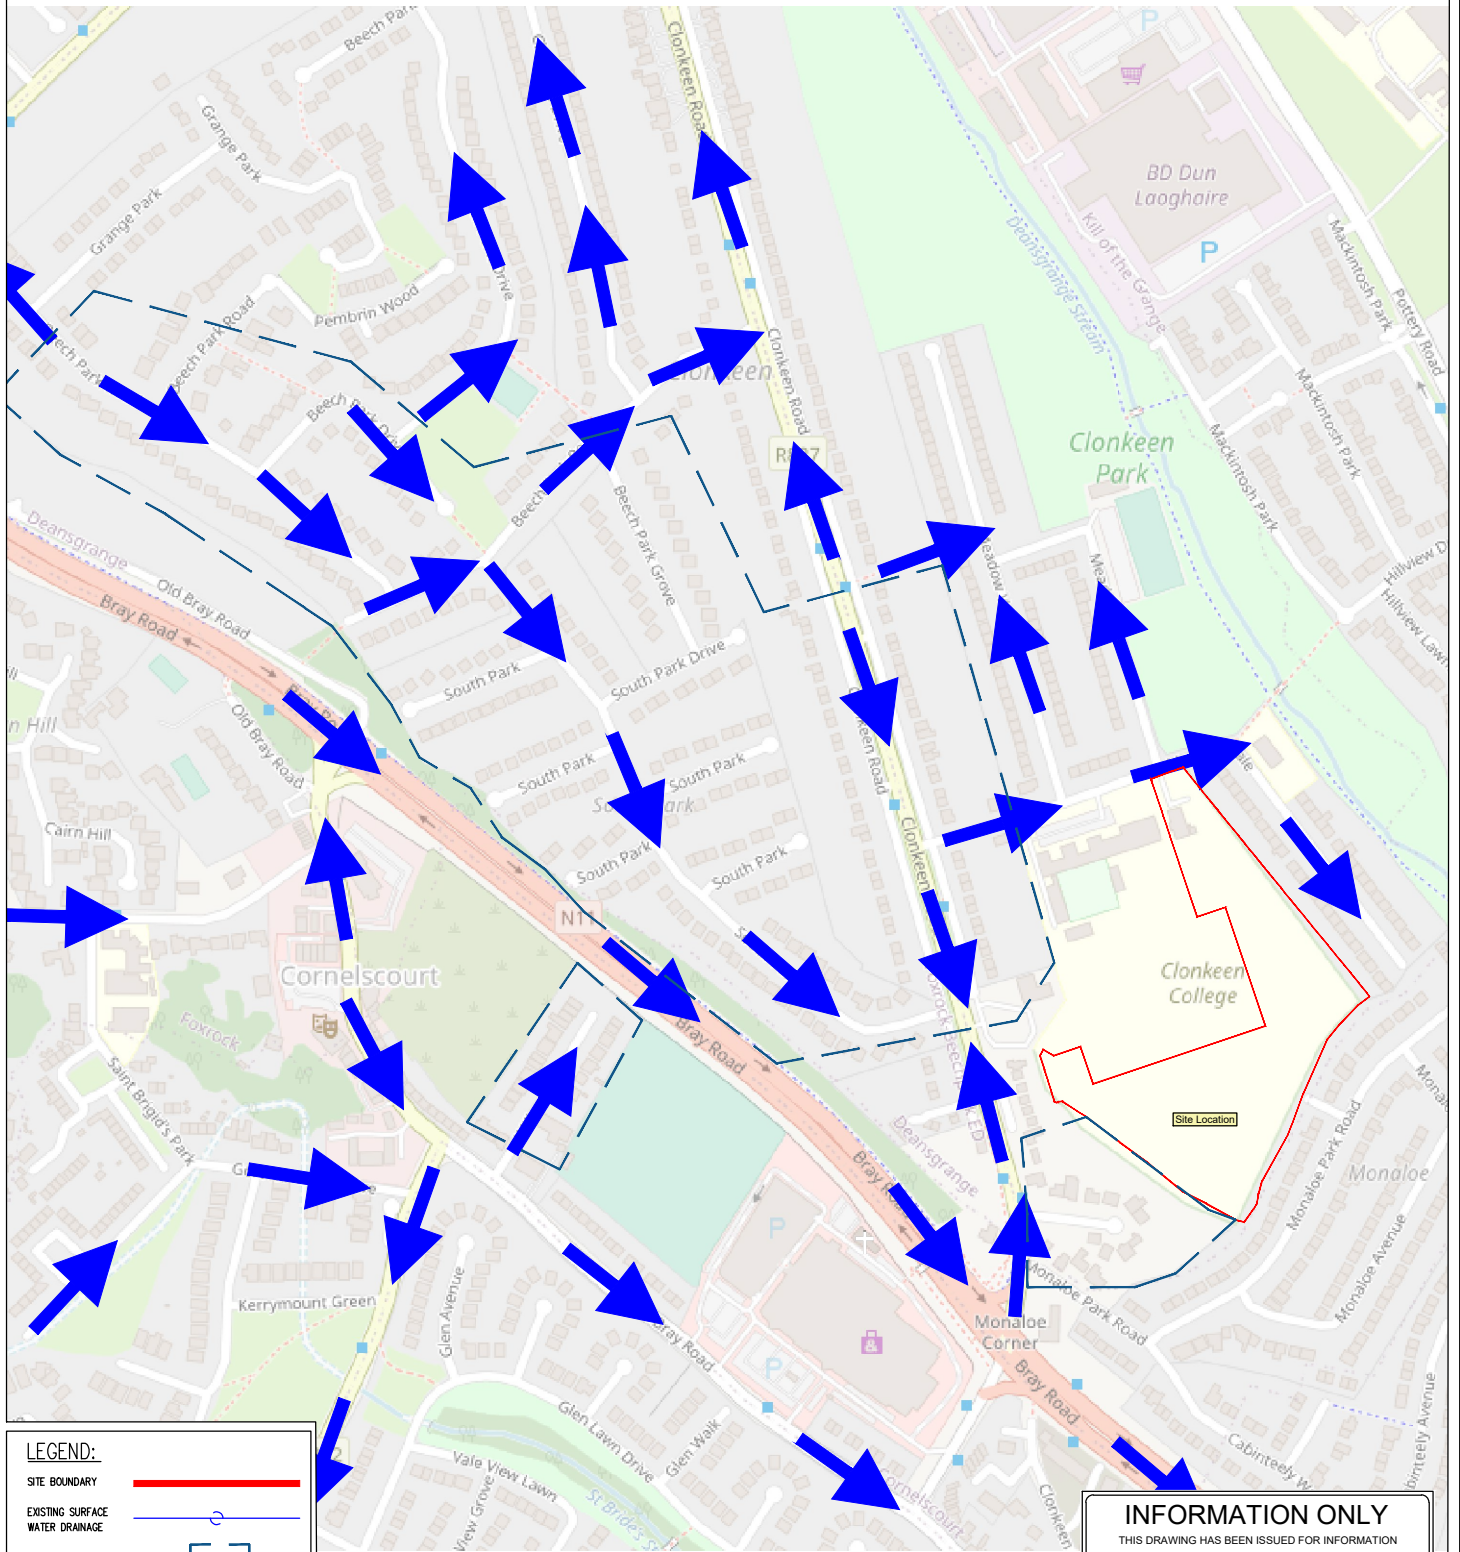 Beech Park
Clonkeen Road
P
Grange Park
BD Dun
Laoghaire
Grange Park
Deansgrange Stream
Kill of the Grange
P
Mackintosh Park
Pottery Road
Drive
Pembrin Wood
Beech Park Road
Clonkeen
Clonkeen Road
Mackintosh Park
Clonkeen
Park
Mackintosh Park
Beech Park Grove
Deansgrange
Old Bray Road
Bray Road
Hillview Lawn
South Park
South Park Drive
Old Bray Road
South Park
South Park
Cairn Hill
South Park
South Park
Clonkeen
N11
Cornelscourt
Clonkeen
College
Foxrock
Bray Road
Saint Brigid's Park
Deansgrange
Site Location
Monaloe Park Road
Monaloe
Monaloe Avenue
P
Kerrymount Green
Glen Avenue
Monaloe Park Road
Monaloe
Corner
Bray Road
P
Bray Road
Glen Lawn Drive
Glen Walk
Vale View Lawn
Cornelscourt
LEGEND:
SITE BOUNDARY
EXISTING SURFACE
WATER DRAINAGE
INFORMATION ONLY
THIS DRAWING HAS BEEN ISSUED FOR INFORMATION